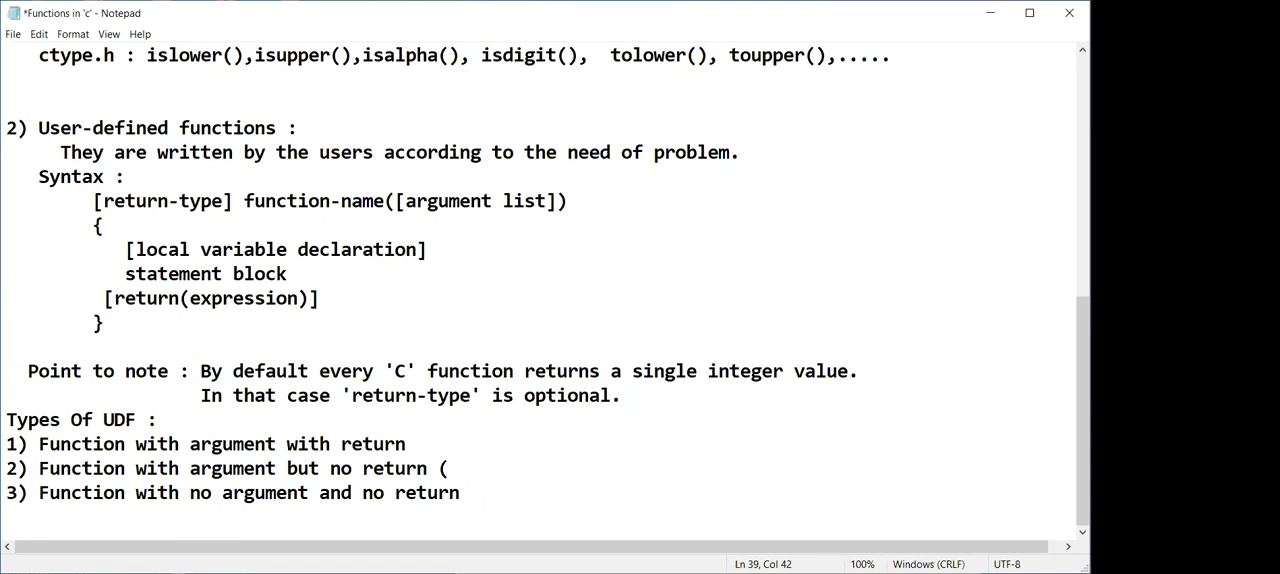 *Functions in 'c' - Notepad
File Edit Format View Help
ctype.h : islower(),isupper(),isalpha(), isdigit(), tolower(), toupper(),.....
2) User-defined functions :
They are written by the users according to the need of problem.
Syntax :
[return-type] function-name([argument list])
{
[local variable declaration]
statement block
[return(expression)]
}
Point to note : By default every 'C' function returns a single integer value.
In that case 'return-type' is optional.
Types Of UDF :
1) Function with argument with return
2) Function with argument but no return (
3) Function with no argument and no return
Ln 39, Col 42 100% Windows (CRLF) UTF-8